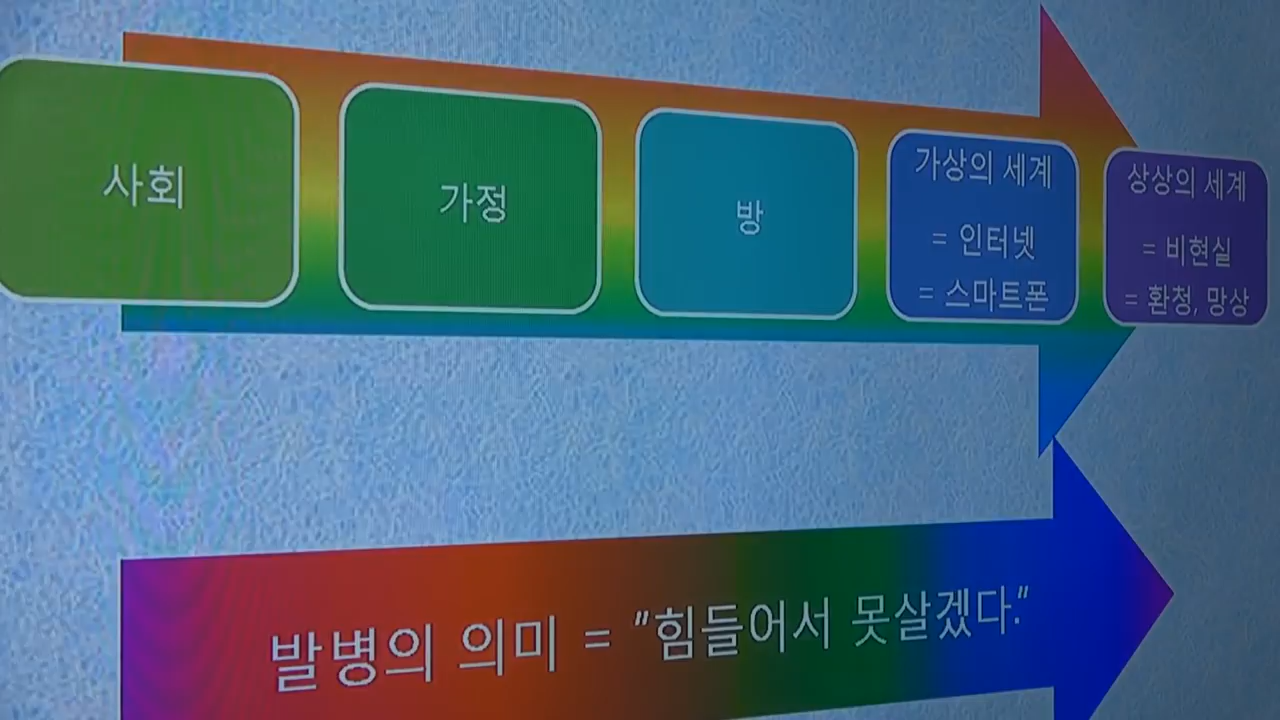 사회
가정
방
가상의 세계
= 인터넷
= 스마트폰
상상의 세계
= 비현실
= 환청, 망상
발병의 의미 = "힘들어서 못살겠다."